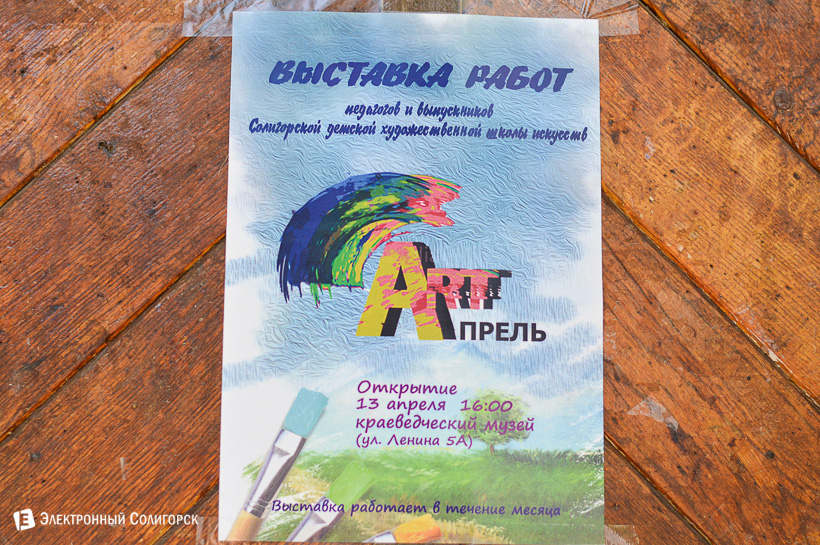 ВЫСТАВКА РАБОТ
педагогов и выпускников
Солигорской детской художественной школы искусств
ART
АПРЕЛЬ
Открытие
13 апреля 16:00
краеведческий музей
(ул. Ленина 5А)
Выставка работает в течение месяца
E Электронный Солигорск